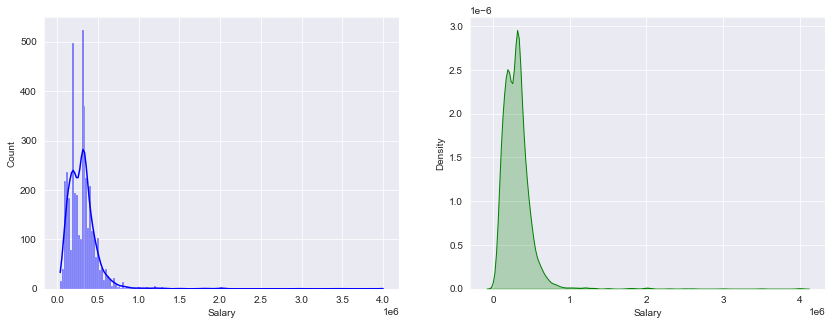 500
400
300
200
100
0
Count
0.0 0.5 1.0 1.5 2.0 2.5 3.0 3.5 4.0
1e6
Salary
1e−6
3.0
2.5
2.0
1.5
1.0
0.5
0.0
Density
0 1 2 3 4
1e6
Salary